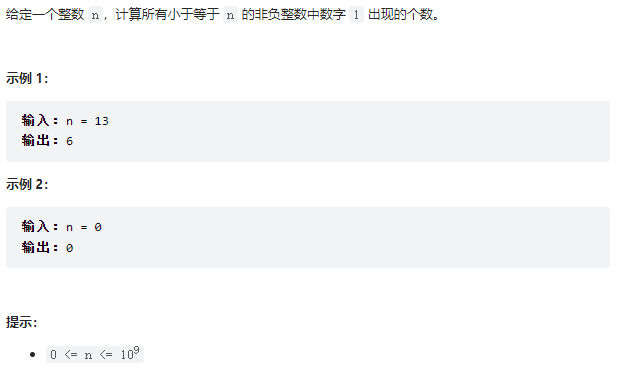 给定一个整数 n，计算所有小于等于 n 的非负整数中数字 1 出现的个数。
示例 1：
输入：n = 13
输出：6
示例 2：
输入：n = 0
输出：0
提示：
• 0 <= n <= 10⁹